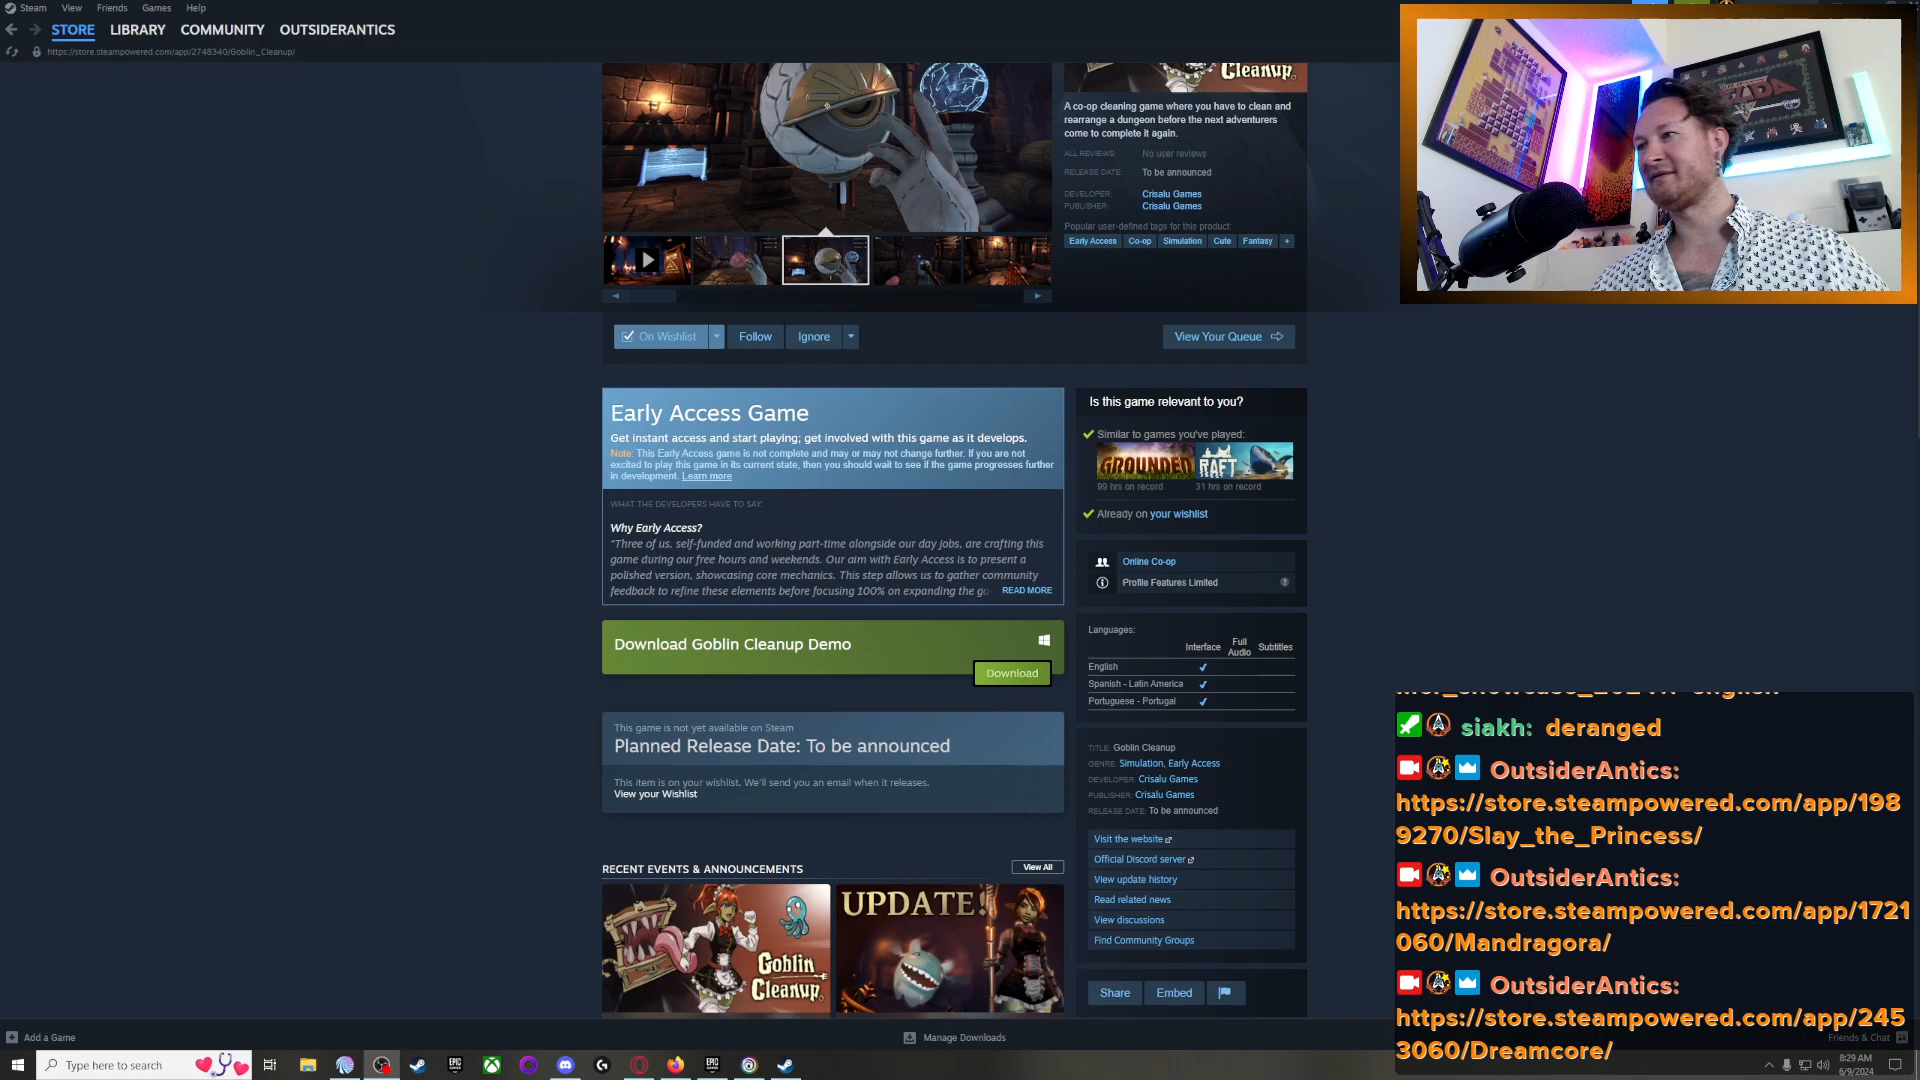 Steam View Friends Games Help
STORE LIBRARY COMMUNITY OUTSIDERANTICS
https://store.steampowered.com/app/2748340/Goblin_Cleanup/
Cleanup
A co-op cleaning game where you have to clean and
rearrange a dungeon before the next adventurers
come to complete it again.
ALL REVIEWS: No user reviews
RELEASE DATE: To be announced
DEVELOPER: Crisalu Games
PUBLISHER: Crisalu Games
Popular user-defined tags for this product:
Early Access Co-op Simulation Cute Fantasy +
On Wishlist Follow Ignore View Your Queue
Early Access Game
Get instant access and start playing; get involved with this game as it develops.
Note: This Early Access game is not complete and may or may not change further. If you are not
excited to play this game in its current state, then you should wait to see if the game progresses further
in development. Learn more
WHAT THE DEVELOPERS HAVE TO SAY:
Why Early Access?
"Three of us, self-funded and working part-time alongside our day jobs, are crafting this
game during our free hours and weekends. Our aim with Early Access is to present a
polished version, showcasing core mechanics. This step allows us to gather community
feedback to refine these elements before focusing 100% on expanding the ga READ MORE
Download Goblin Cleanup Demo
Download
This game is not yet available on Steam
Planned Release Date: To be announced
This item is on your wishlist. We'll send you an email when it releases.
View your Wishlist
RECENT EVENTS & ANNOUNCEMENTS View All
Goblin
Cleanup
UPDATE!
Is this game relevant to you?
Similar to games you've played:
GROUNDED RAFT
99 hrs on record 31 hrs on record
Already on your wishlist
Online Co-op
Profile Features Limited ?
Languages:
Interface Full Audio Subtitles
English ✔
Spanish - Latin America ✔
Portuguese - Portugal ✔
TITLE: Goblin Cleanup
GENRE: Simulation, Early Access
DEVELOPER: Crisalu Games
PUBLISHER: Crisalu Games
RELEASE DATE: To be announced
Visit the website
Official Discord server
View update history
Read related news
View discussions
Find Community Groups
Share Embed
siakh: deranged
OutsiderAntics:
https://store.steampowered.com/app/198
9270/Slay_the_Princess/
OutsiderAntics:
https://store.steampowered.com/app/1721
060/Mandragora/
OutsiderAntics:
https://store.steampowered.com/app/245
3060/Dreamcore/
Add a Game Manage Downloads Friends & Chat
Type here to search
EPIC GAMES
EPIC GAMES
8:29 AM
6/9/2024